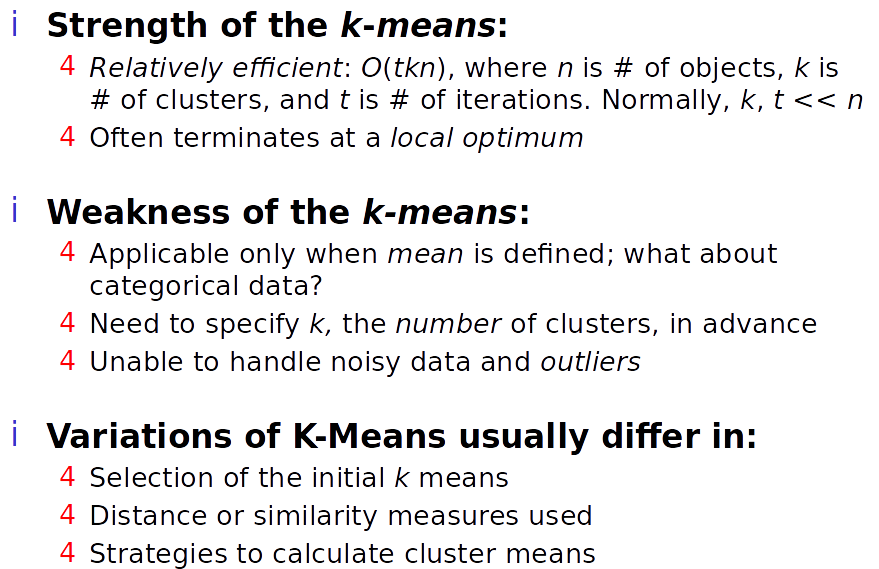 i Strength of the k-means:
4 Relatively efficient: O(tkn), where n is # of objects, k is
# of clusters, and t is # of iterations. Normally, k, t << n
4 Often terminates at a local optimum
i Weakness of the k-means:
4 Applicable only when mean is defined; what about
categorical data?
4 Need to specify k, the number of clusters, in advance
4 Unable to handle noisy data and outliers
i Variations of K-Means usually differ in:
4 Selection of the initial k means
4 Distance or similarity measures used
4 Strategies to calculate cluster means